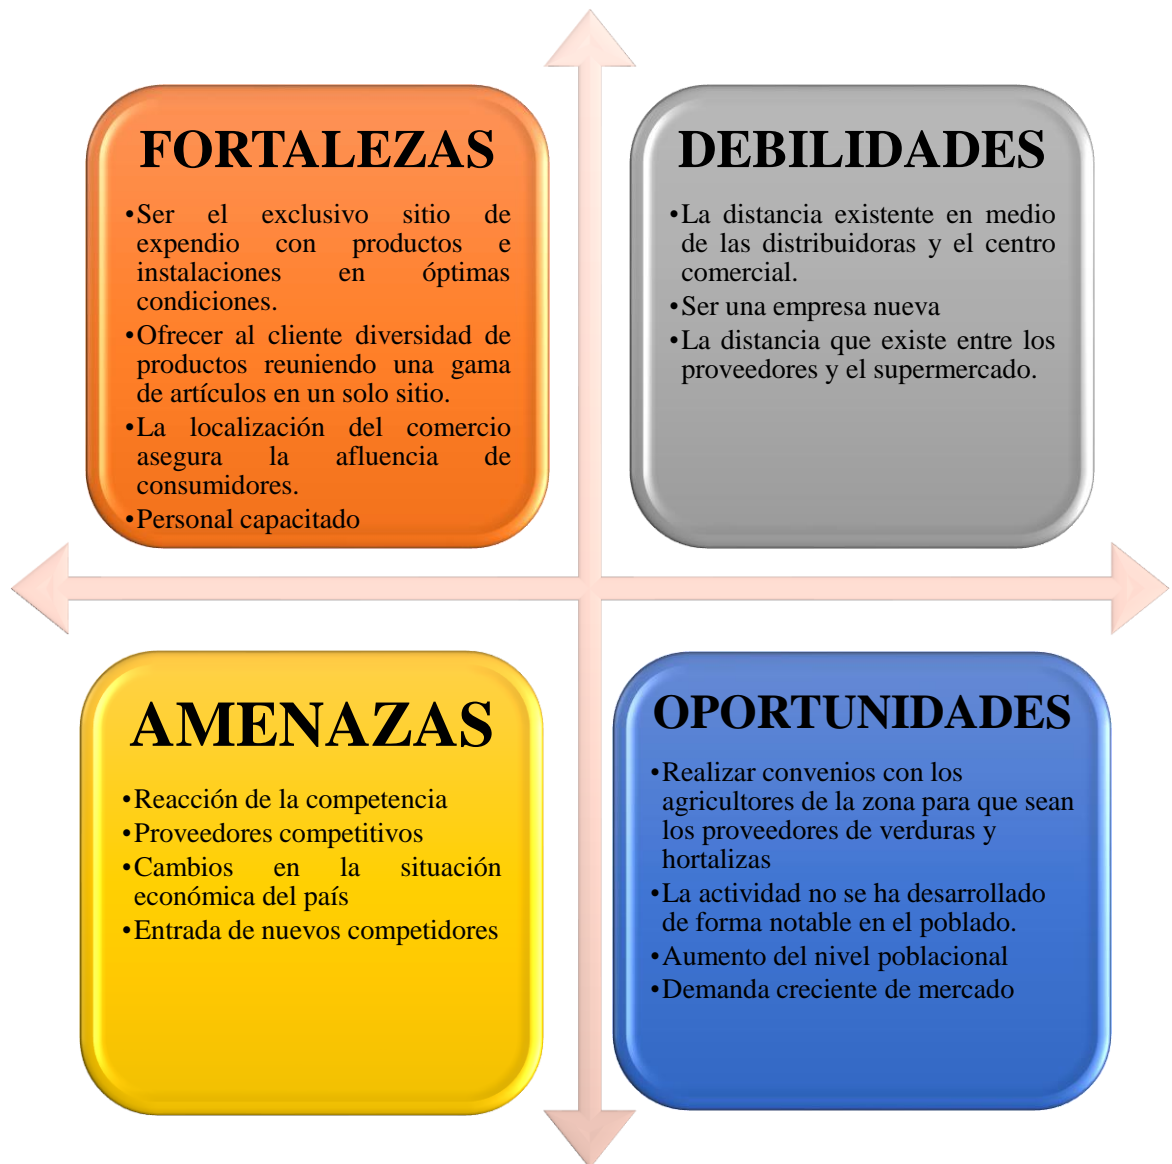 FORTALEZAS
•Ser el exclusivo sitio de
expendio con productos e
instalaciones en óptimas
condiciones.
•Ofrecer al cliente diversidad de
productos reuniendo una gama
de artículos en un solo sitio.
•La localización del comercio
asegura la afluencia de
consumidores.
•Personal capacitado
DEBILIDADES
•La distancia existente en medio
de las distribuidoras y el centro
comercial.
•Ser una empresa nueva
•La distancia que existe entre los
proveedores y el supermercado.
AMENAZAS
•Reacción de la competencia
•Proveedores competitivos
•Cambios en la situación
económica del país
•Entrada de nuevos competidores
OPORTUNIDADES
•Realizar convenios con los
agricultores de la zona para que sean
los proveedores de verduras y
hortalizas
•La actividad no se ha desarrollado
de forma notable en el poblado.
•Aumento del nivel poblacional
•Demanda creciente de mercado